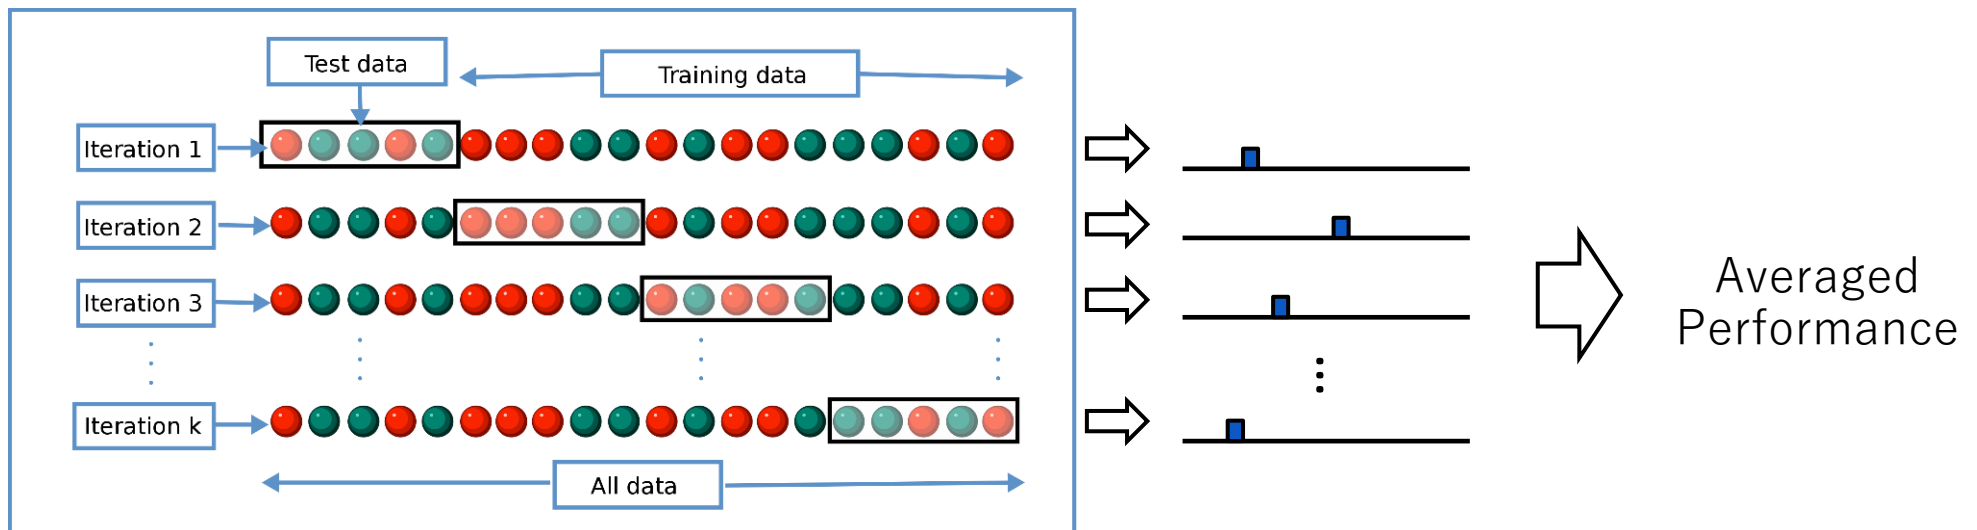 Test data
Training data
Iteration 1
Iteration 2
Iteration 3
Iteration k
All data
Averaged
Performance